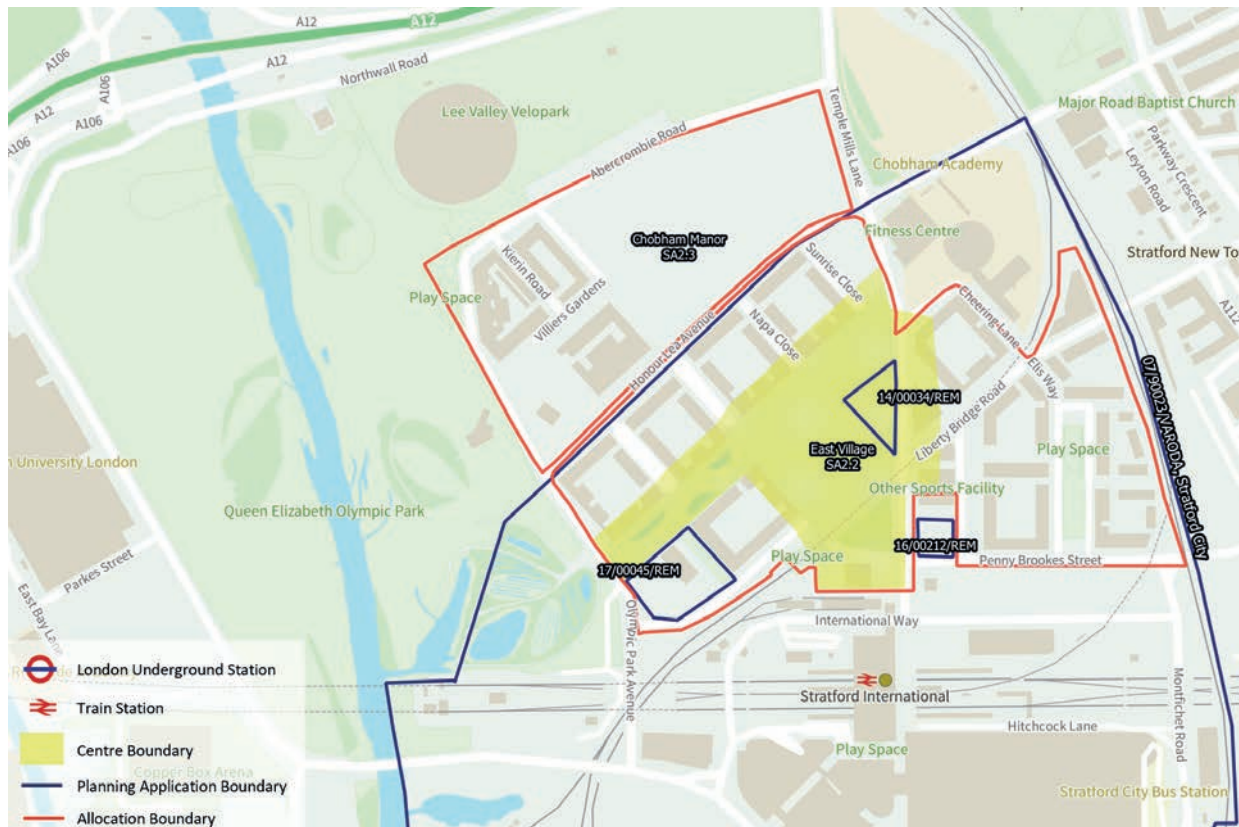 A12
A12
A106
A106
A12
A12
A106
A106
Northwall Road
Lee Valley Velopark
Abercrombie Road
Temple Mills Lane
Major Road Baptist Church
Parkway Crescent
Leyton Road
Chobham Academy
Fitness Centre
Chobham Manor
SA2.3
Sunrise Close
Stratford New To
Kierin Road
Play Space
Villiers Gardens
Honour Lea Avenue
Napa Close
Cheering Lane
Elis Way
A112
14/00034/REM
07/90023/VARODA, Stratford City
Liberty Bridge Road
East Village
SA2.2
Play Space
n University London
Other Sports Facility
Queen Elizabeth Olympic Park
16/00212/REM
Play Space
Penny Brookes Street
17/00045/REM
Parkes Street
East Bay Lane
Olympic Park Avenue
International Way
Stratford International
Montfichet Road
Hitchcock Lane
Play Space
Copper Box Arena
Stratford City Bus Station
London Underground Station
Train Station
Centre Boundary
Planning Application Boundary
Allocation Boundary